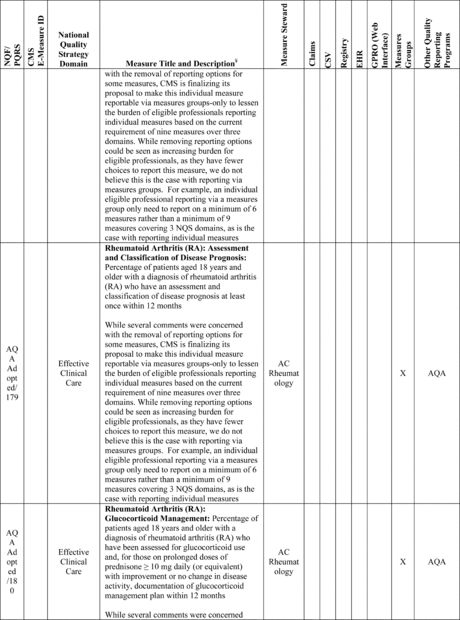 NQF/
PQRS
CMS
E-Measure ID
National
Quality
Strategy
Domain
Measure Title and Description¥
Measure Steward
Claims
CSV
Registry
EHR
GPRO (Web
Interface)
Measures
Groups
Other Quality
Reporting
Programs
with the removal of reporting options for
some measures, CMS is finalizing its
proposal to make this individual measure
reportable via measures groups-only to lessen
the burden of eligible professionals reporting
individual measures based on the current
requirement of nine measures over three
domains. While removing reporting options
could be seen as increasing burden for
eligible professionals, as they have fewer
choices to report this measure, we do not
believe this is the case with reporting via
measures groups. For example, an individual
eligible professional reporting via a measures
group only need to report on a minimum of 6
measures rather than a minimum of 9
measures covering 3 NQS domains, as is the
case with reporting individual measures
AQ
A
Ad
opt
ed/
179
Effective
Clinical
Care
Rheumatoid Arthritis (RA): Assessment
and Classification of Disease Prognosis:
Percentage of patients aged 18 years and
older with a diagnosis of rheumatoid arthritis
(RA) who have an assessment and
classification of disease prognosis at least
once within 12 months
While several comments were concerned
with the removal of reporting options for
some measures, CMS is finalizing its
proposal to make this individual measure
reportable via measures groups-only to lessen
the burden of eligible professionals reporting
individual measures based on the current
requirement of nine measures over three
domains. While removing reporting options
could be seen as increasing burden for
eligible professionals, as they have fewer
choices to report this measure, we do not
believe this is the case with reporting via
measures groups. For example, an individual
eligible professional reporting via a measures
group only need to report on a minimum of 6
measures rather than a minimum of 9
measures covering 3 NQS domains, as is the
case with reporting individual measures
AC
Rheumat
ology
X
AQA
AQ
A
Ad
opt
ed
/18
0
Effective
Clinical
Care
Rheumatoid Arthritis (RA):
Glucocorticoid Management: Percentage of
patients aged 18 years and older with a
diagnosis of rheumatoid arthritis (RA) who
have been assessed for glucocorticoid use
and, for those on prolonged doses of
prednisone ≥ 10 mg daily (or equivalent)
with improvement or no change in disease
activity, documentation of glucocorticoid
management plan within 12 months
While several comments were concerned
AC
Rheumat
ology
X
AQA